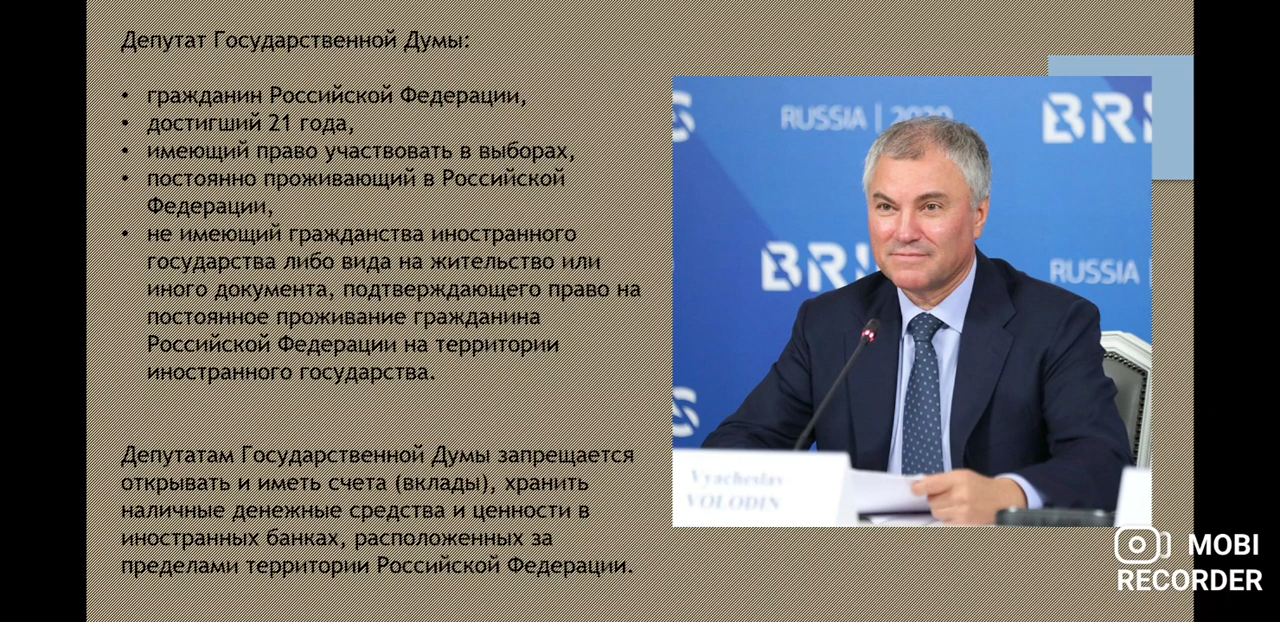 Депутат Государственной Думы:
• гражданин Российской Федерации,
• достигший 21 года,
• имеющий право участвовать в выборах,
• постоянно проживающий в Российской
Федерации,
• не имеющий гражданства иностранного
государства либо вида на жительство или
иного документа, подтверждающего право на
постоянное проживание гражданина
Российской Федерации на территории
иностранного государства.
Депутатам Государственной Думы запрещается
открывать и иметь счета (вклады), хранить
наличные денежные средства и ценности в
иностранных банках, расположенных за
пределами территории Российской Федерации.
S
RUSSIA | 2020
BRI
BRI
RUSSIA
S
Vyacheslav
VOLODIN
MOBI
RECORDER